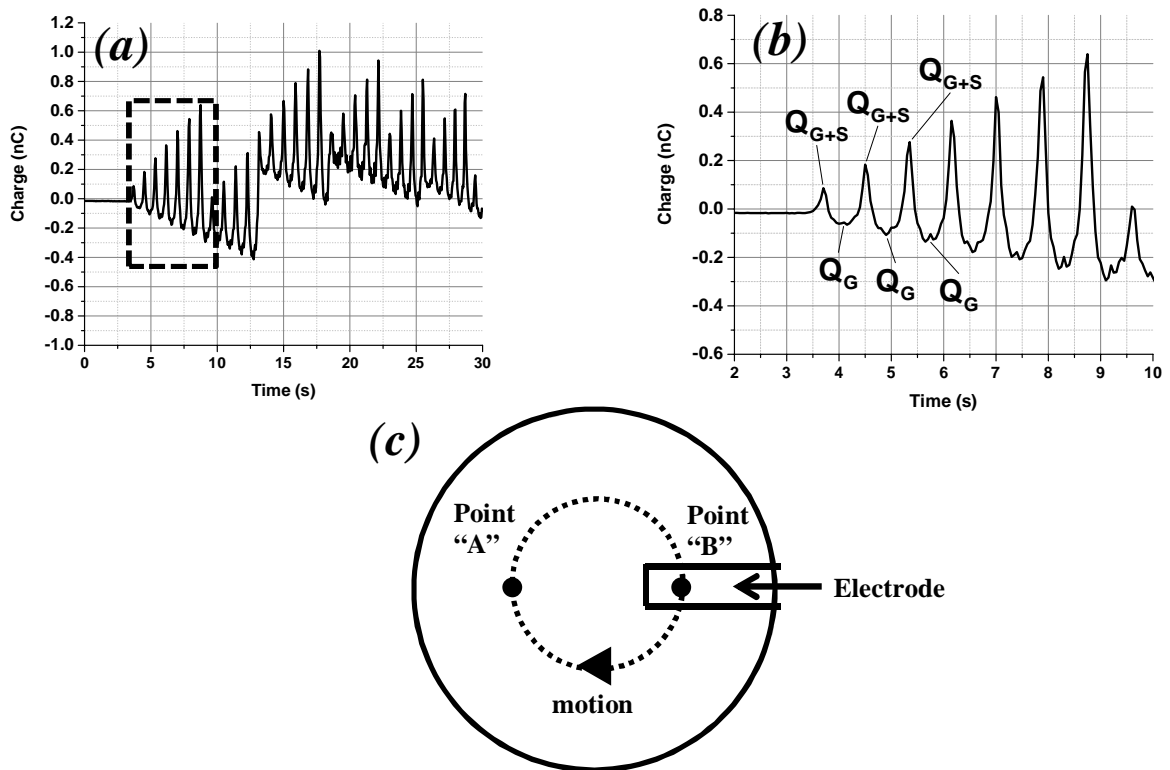 (a)
Charge (nC)
1.2
1.0
0.8
0.6
0.4
0.2
0.0
-0.2
-0.4
-0.6
-0.8
-1.0
0 5 10 15 20 25 30
Time (s)
(b)
Charge (nC)
0.8
0.6
0.4
0.2
0.0
-0.2
-0.4
-0.6
QG+S
QG+S
QG+S
QG
QG
QG
2 3 4 5 6 7 8 9 10
Time (s)
(c)
Point
“A”
Point
“B”
Electrode
motion